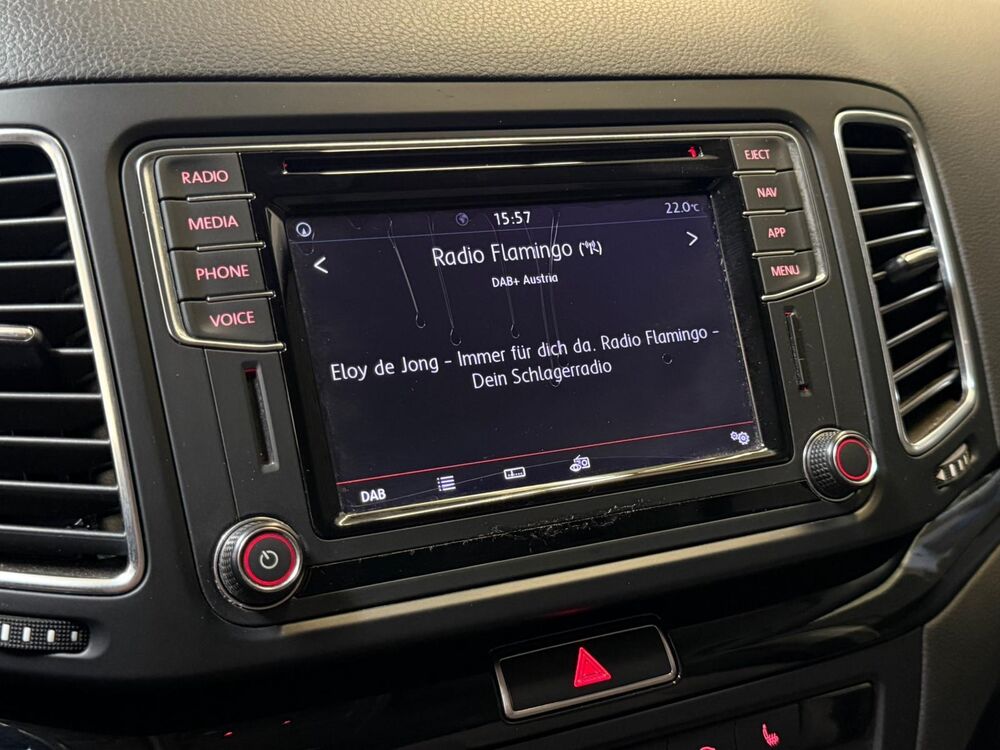 RADIO
MEDIA
PHONE
VOICE
EJECT
NAV
APP
MENU
15:57
22.0°C
Radio Flamingo
DAB+ Austria
Eloy de Jong - Immer für dich da. Radio Flamingo -
Dein Schlagerradio
DAB